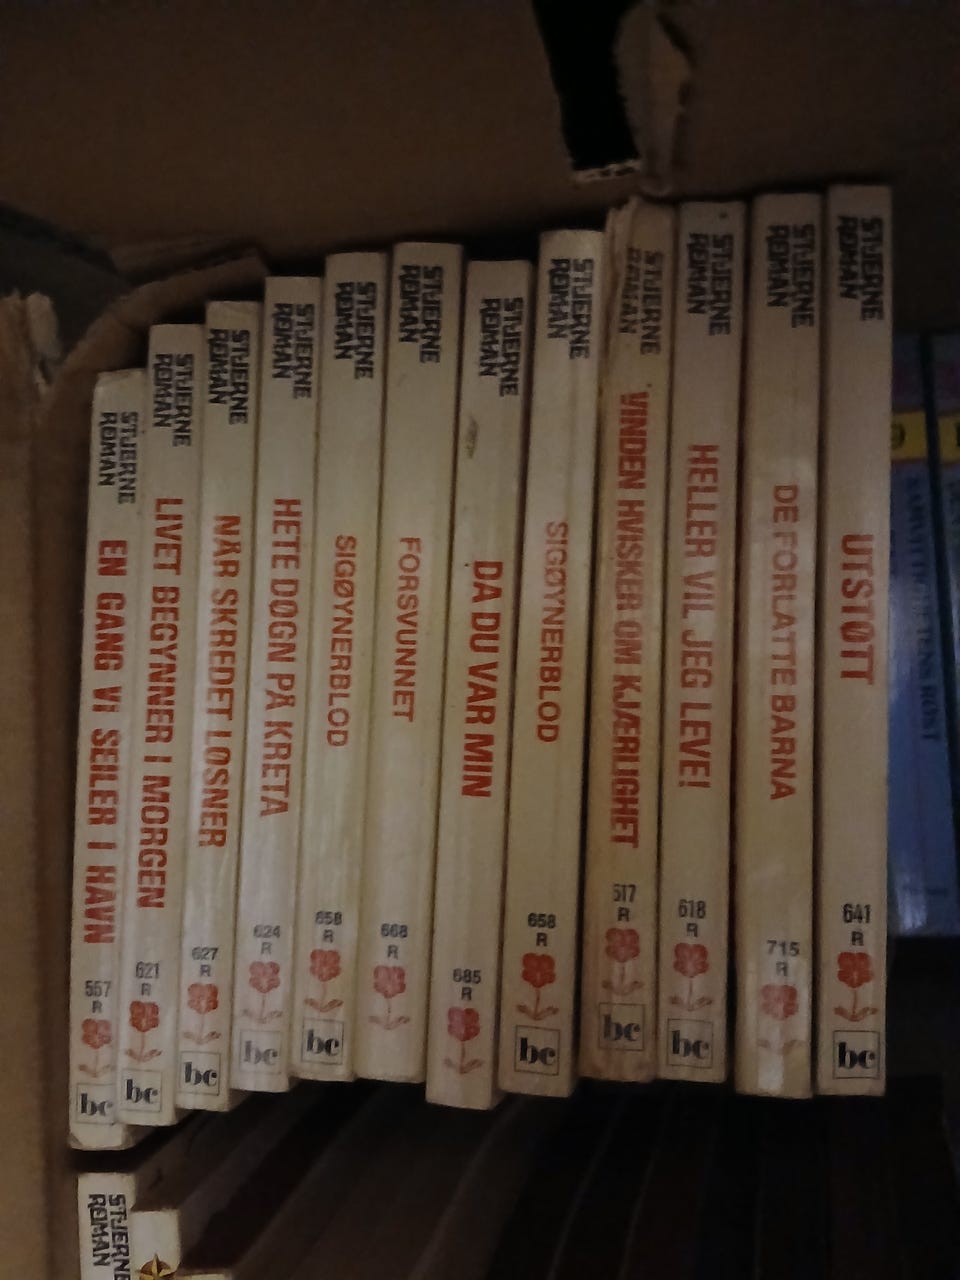 STJERNE
ROMAN
EN GANG VI SEILER I HAVN
557
R
bc
STJERNE
ROMAN
LIVET BEGYNNER I MORGEN
621
R
bc
STJERNE
ROMAN
NÅR SKREDET LØSNER
627
R
bc
STJERNE
ROMAN
HETE DØGN PÅ KRETA
624
R
bc
STJERNE
ROMAN
SIGØYNERBLOD
658
R
bc
STJERNE
ROMAN
FORSVUNNET
668
R
STJERNE
ROMAN
DA DU VAR MIN
685
R
STJERNE
ROMAN
SIGØYNERBLOD
658
R
bc
STJERNE
ROMAN
VINDEN HVISKER OM KJÆRLIGHET
517
R
bc
STJERNE
ROMAN
HELLER VIL JEG LEVE!
618
R
bc
STJERNE
ROMAN
DE FORLATTE BARNA
715
R
STJERNE
ROMAN
UTSTØTT
641
R
bc
SAMVITTIGHETENS RØST
STJERNE
ROMAN